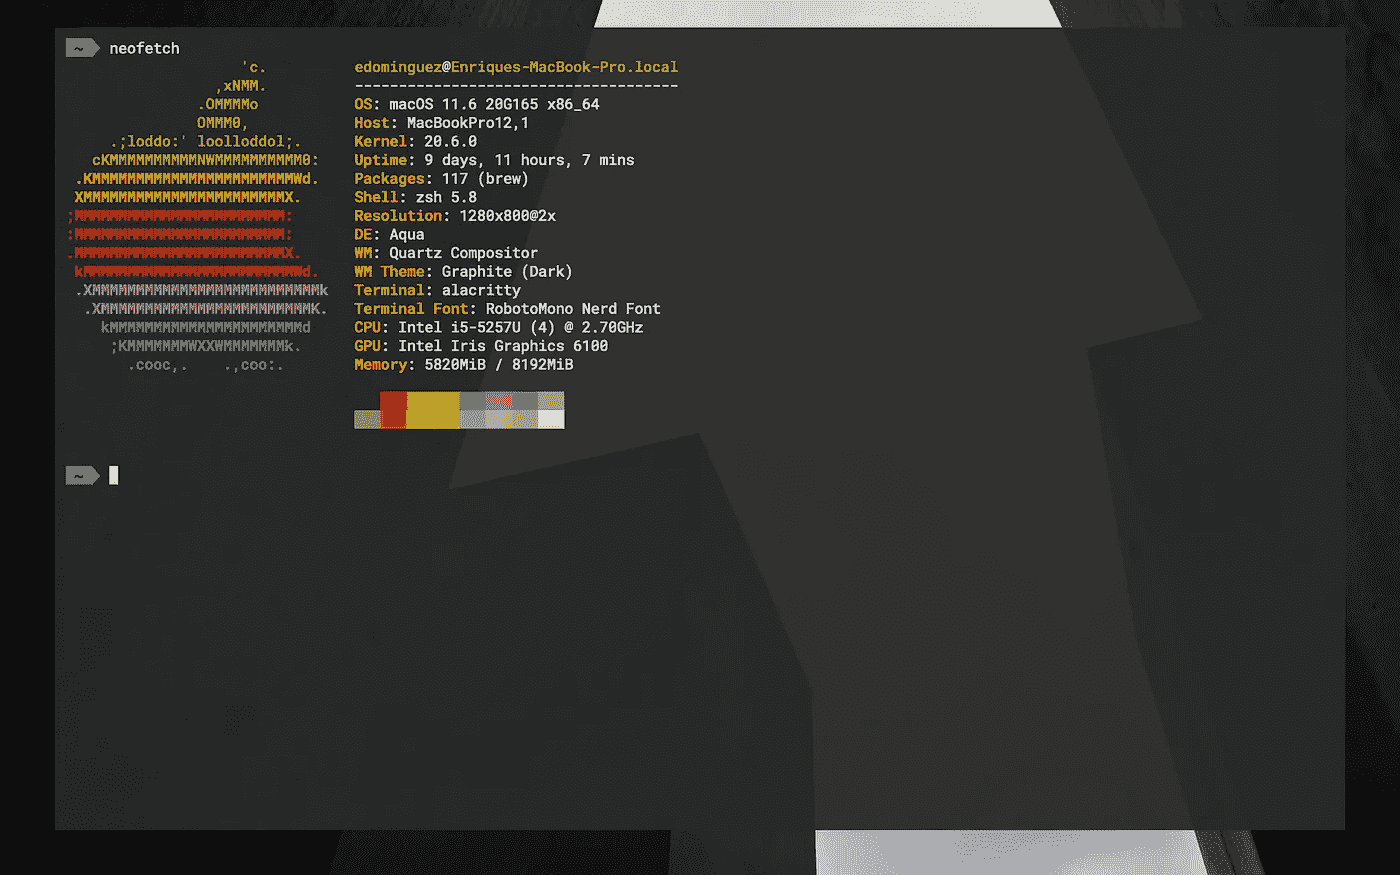 ~ neofetch
'c.
,xNMM.
.OMMMMo
OMMM0,
.;loddo:' loolloddol;.
cKMMMMMMMMMMNWMMMMMMMMMM0:
.KMMMMMMMMMMMMMMMMMMMMMMMWd.
XMMMMMMMMMMMMMMMMMMMMMMMX.
;MMMMMMMMMMMMMMMMMMMMMMMM:
:MMMMMMMMMMMMMMMMMMMMMMMM:
.MMMMMMMMMMMMMMMMMMMMMMMMX.
kMMMMMMMMMMMMMMMMMMMMMMMMWd.
.XMMMMMMMMMMMMMMMMMMMMMMMMMMk
.XMMMMMMMMMMMMMMMMMMMMMMMMK.
kMMMMMMMMMMMMMMMMMMMMMMd
;KMMMMMMMWXXWMMMMMMMk.
.cooc,. .,coo:.
edominguez@Enriques-MacBook-Pro.local
-------------------------------------
OS: macOS 11.6 20G165 x86_64
Host: MacBookPro12,1
Kernel: 20.6.0
Uptime: 9 days, 11 hours, 7 mins
Packages: 117 (brew)
Shell: zsh 5.8
Resolution: 1280x800@2x
DE: Aqua
WM: Quartz Compositor
WM Theme: Graphite (Dark)
Terminal: alacritty
Terminal Font: RobotoMono Nerd Font
CPU: Intel i5-5257U (4) @ 2.70GHz
GPU: Intel Iris Graphics 6100
Memory: 5820MiB / 8192MiB
~